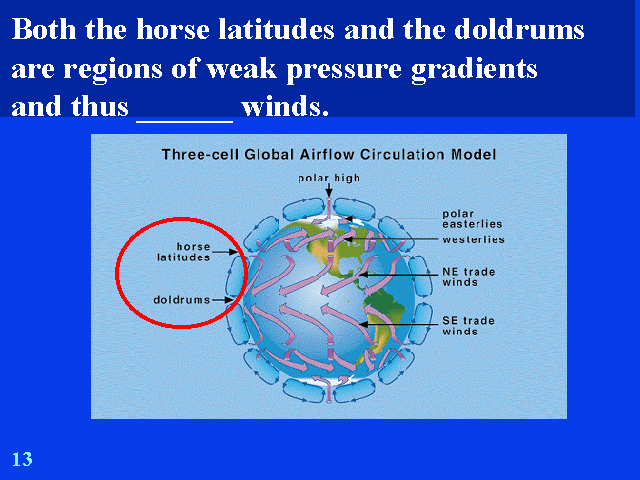 Both the horse latitudes and the doldrums
are regions of weak pressure gradients
and thus ______ winds.
Three-cell Global Airflow Circulation Model
polar high
polar
easterlies
westerlies
horse
latitudes
NE trade
winds
doldrums
SE trade
winds
13